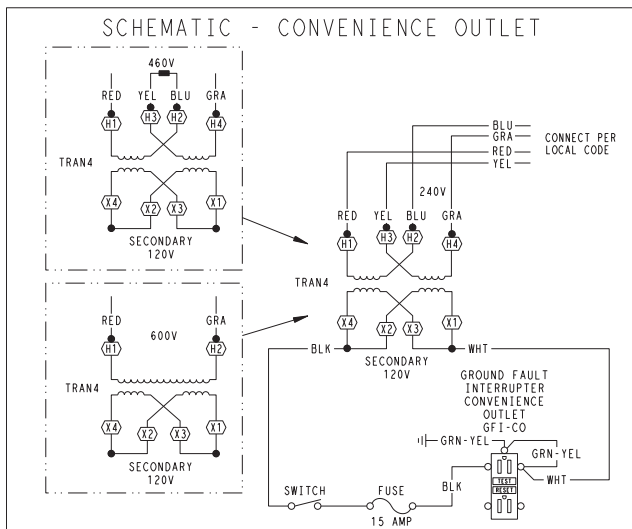 SCHEMATIC - CONVENIENCE OUTLET
460V
RED YEL BLU GRA
H1 H3 H2 H4
TRAN4
X4 X2 X3 X1
SECONDARY
120V
RED GRA
600V
H1 H2
TRAN4
X4 X2 X3 X1
SECONDARY
120V
BLU
GRA
RED
YEL
CONNECT PER
LOCAL CODE
240V
RED YEL BLU GRA
H1 H3 H2 H4
TRAN4
X4 X2 X3 X1
BLK
WHT
SECONDARY
120V
GROUND FAULT
INTERRUPTER
CONVENIENCE
OUTLET
GFI-CO
GRN-YEL
GRN-YEL
WHT
BLK
TEST
RESET
SWITCH
FUSE
15 AMP